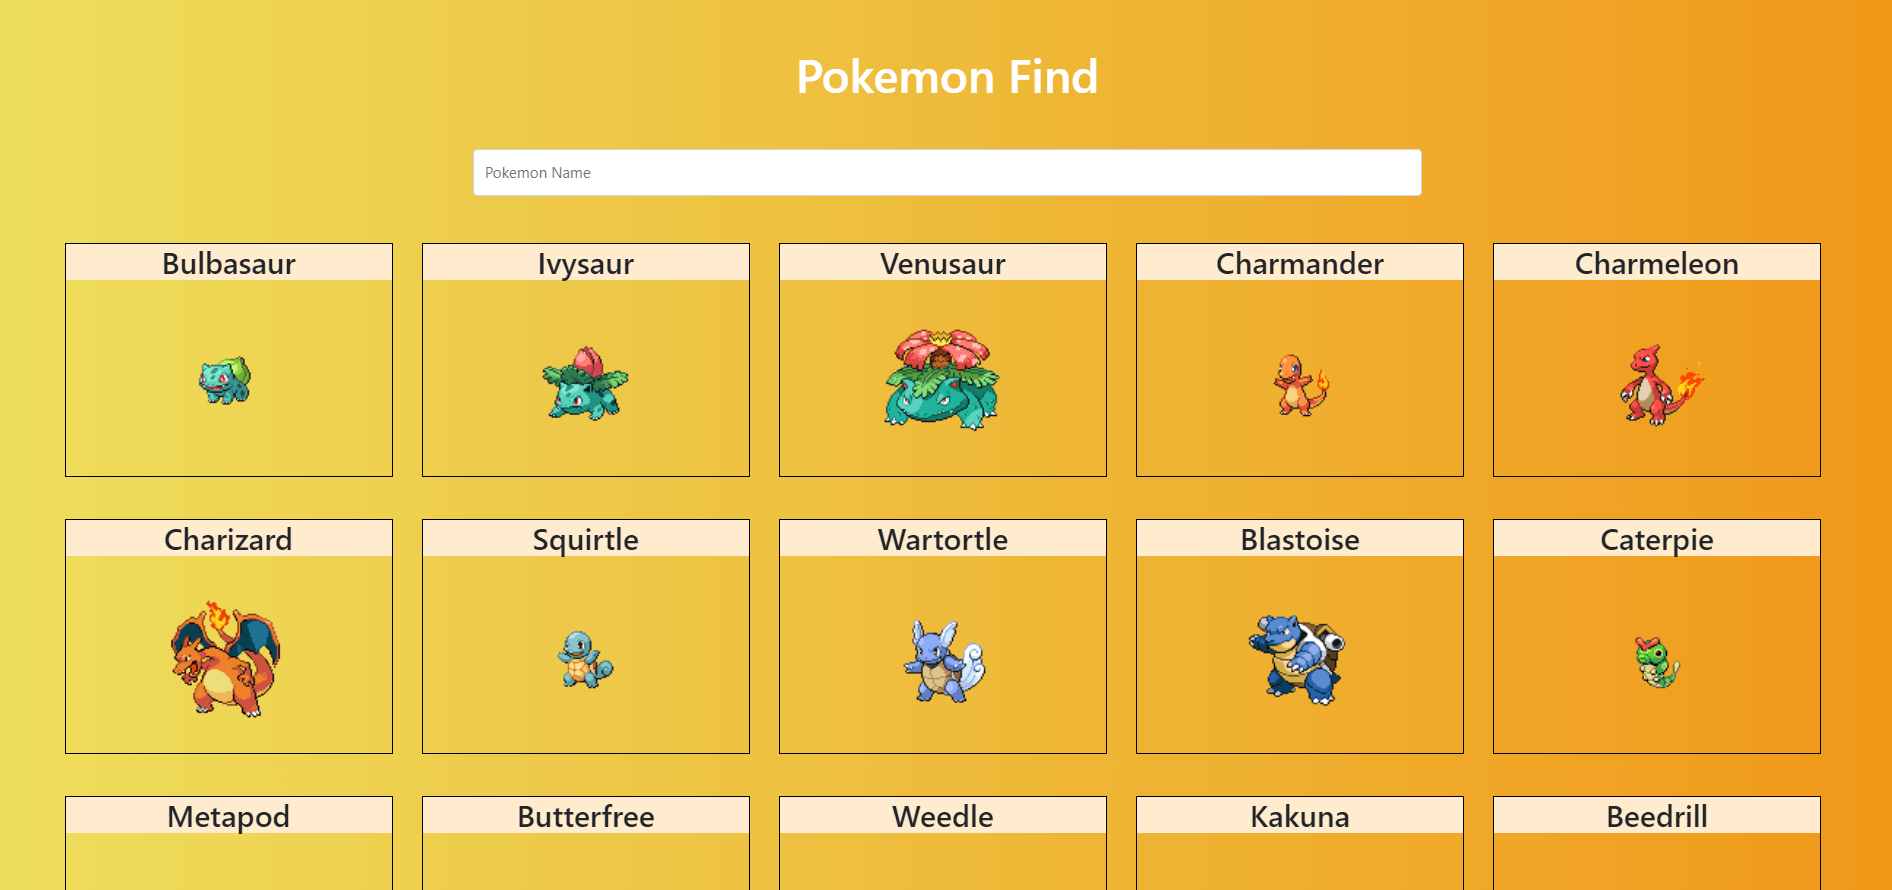 Pokemon Find
Pokemon Name
Bulbasaur
Ivysaur
Venusaur
Charmander
Charmeleon
Charizard
Squirtle
Wartortle
Blastoise
Caterpie
Metapod
Butterfree
Weedle
Kakuna
Beedrill